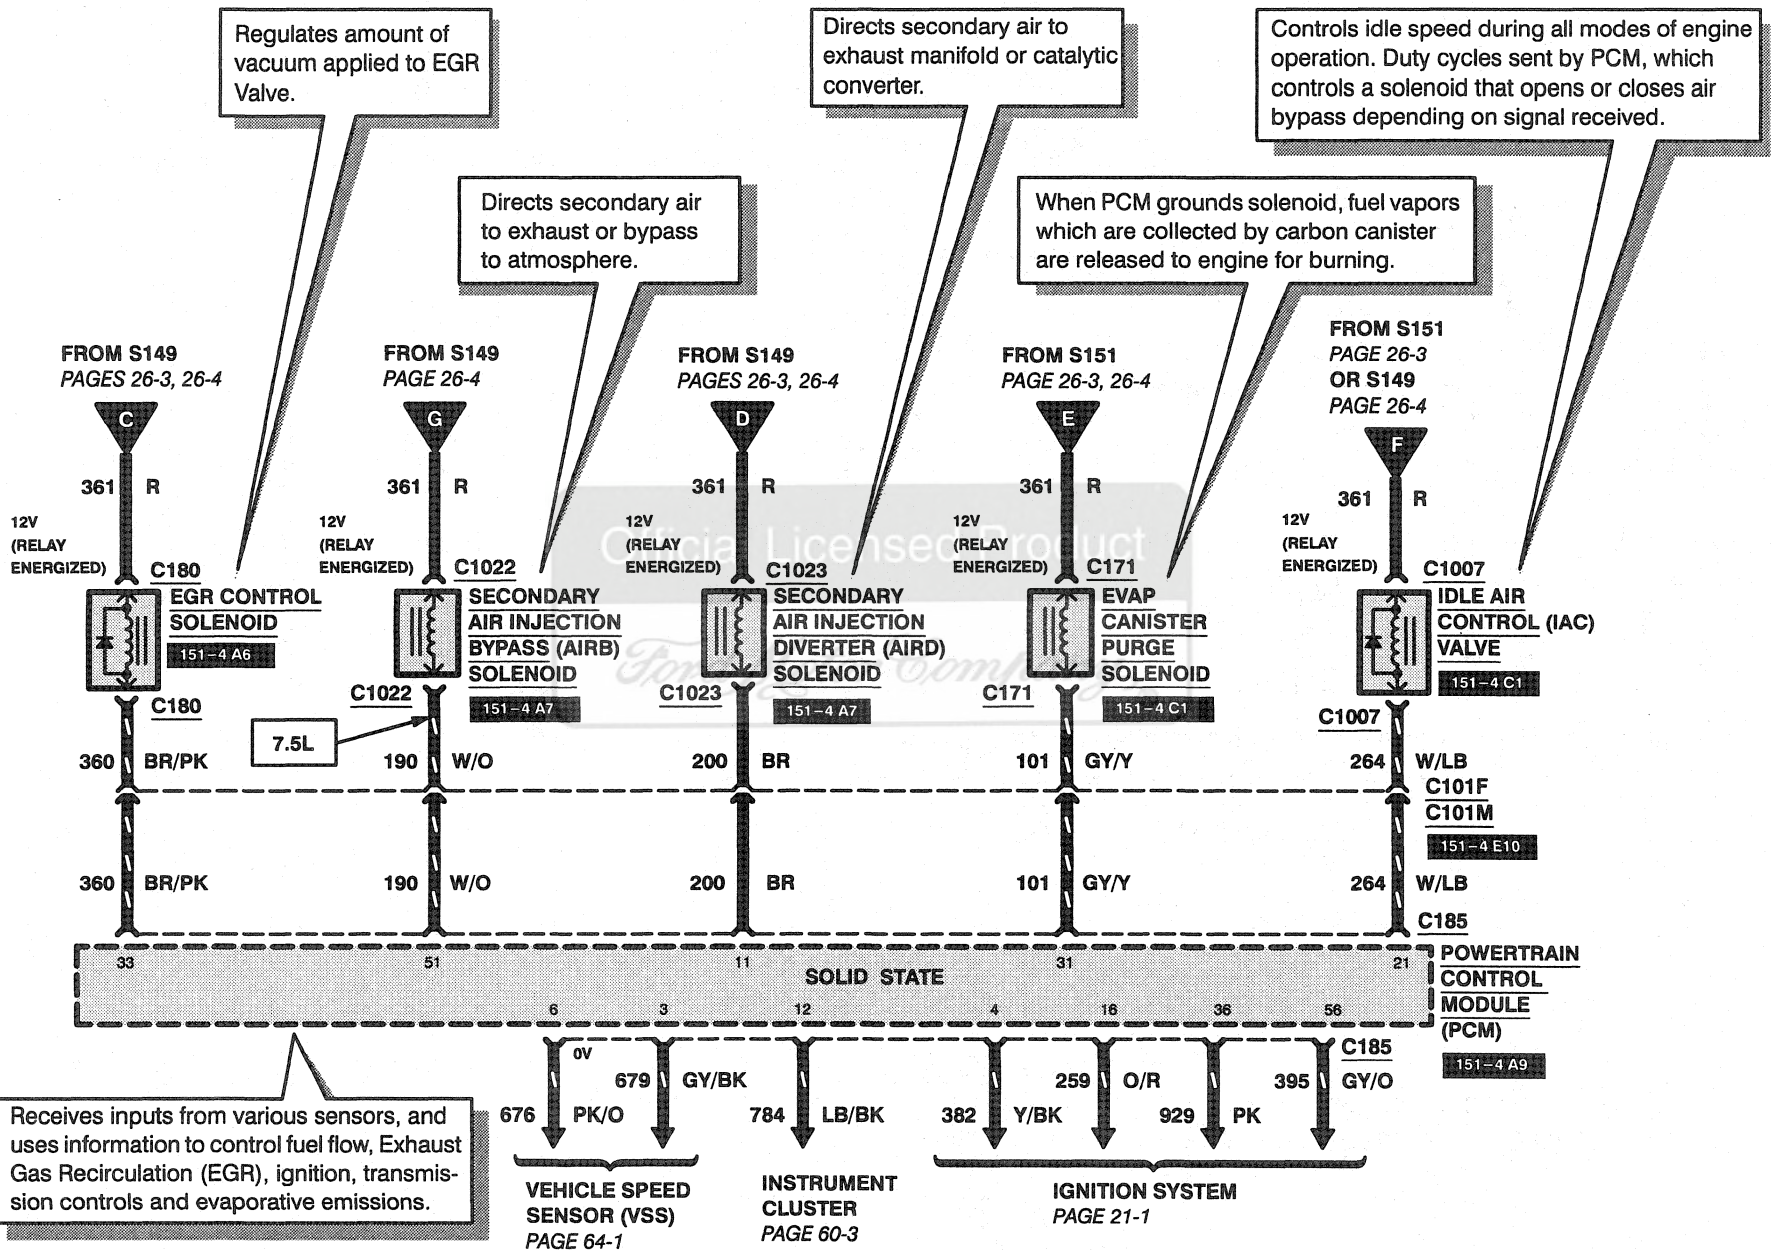 Regulates amount of
vacuum applied to EGR
Valve.
Directs secondary air to
exhaust manifold or catalytic
converter.
Controls idle speed during all modes of engine
operation. Duty cycles sent by PCM, which
controls a solenoid that opens or closes air
bypass depending on signal received.
Directs secondary air
to exhaust or bypass
to atmosphere.
When PCM grounds solenoid, fuel vapors
which are collected by carbon canister
are released to engine for burning.
FROM S149
PAGES 26-3, 26-4
C
361 R
12V
(RELAY
ENERGIZED)
C180
EGR CONTROL
SOLENOID
151-4 A6
C180
360 BR/PK
360 BR/PK
FROM S149
PAGE 26-4
G
361 R
12V
(RELAY
ENERGIZED)
C1022
SECONDARY
AIR INJECTION
BYPASS (AIRB)
SOLENOID
151-4 A7
C1022
7.5L
190 W/O
190 W/O
FROM S149
PAGES 26-3, 26-4
D
361 R
12V
(RELAY
ENERGIZED)
C1023
SECONDARY
AIR INJECTION
DIVERTER (AIRD)
SOLENOID
151-4 A7
C1023
200 BR
200 BR
FROM S151
PAGE 26-3, 26-4
E
361 R
12V
(RELAY
ENERGIZED)
C171
EVAP
CANISTER
PURGE
SOLENOID
151-4 C1
C171
101 GY/Y
101 GY/Y
FROM S151
PAGE 26-3
OR S149
PAGE 26-4
F
361 R
12V
(RELAY
ENERGIZED)
C1007
IDLE AIR
CONTROL (IAC)
VALVE
151-4 C1
C1007
264 W/LB
C101F
C101M
151-4 E10
264 W/LB
C185
Official Licensed Product
Ford Motor Company
33 51 11 31 21
SOLID STATE
6 3 12 4 16 36 56
POWERTRAIN
CONTROL
MODULE
(PCM)
151-4 A9
C185
0V
679 GY/BK
259 O/R
395 GY/O
676 PK/O
784 LB/BK
382 Y/BK
929 PK
Receives inputs from various sensors, and
uses information to control fuel flow, Exhaust
Gas Recirculation (EGR), ignition, transmis-
sion controls and evaporative emissions.
VEHICLE SPEED
SENSOR (VSS)
PAGE 64-1
INSTRUMENT
CLUSTER
PAGE 60-3
IGNITION SYSTEM
PAGE 21-1